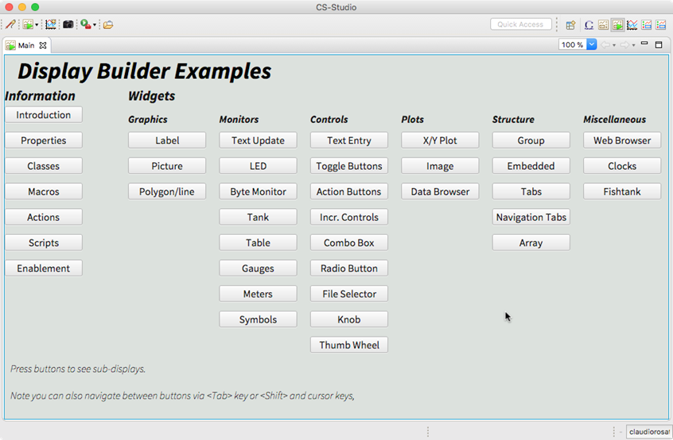 CS-Studio
Quick Access
Main
100 %
Display Builder Examples
Information
Widgets
Graphics
Monitors
Controls
Plots
Structure
Miscellaneous
Introduction
Properties
Label
Text Update
Text Entry
X/Y Plot
Group
Web Browser
Classes
Picture
LED
Toggle Buttons
Image
Embedded
Clocks
Macros
Polygon/line
Byte Monitor
Action Buttons
Data Browser
Tabs
Fishtank
Actions
Tank
Incr. Controls
Navigation Tabs
Scripts
Table
Combo Box
Array
Enablement
Gauges
Radio Button
Meters
File Selector
Symbols
Knob
Thumb Wheel
Press buttons to see sub-displays.
Note you can also navigate between buttons via <Tab> key or <Shift> and cursor keys,